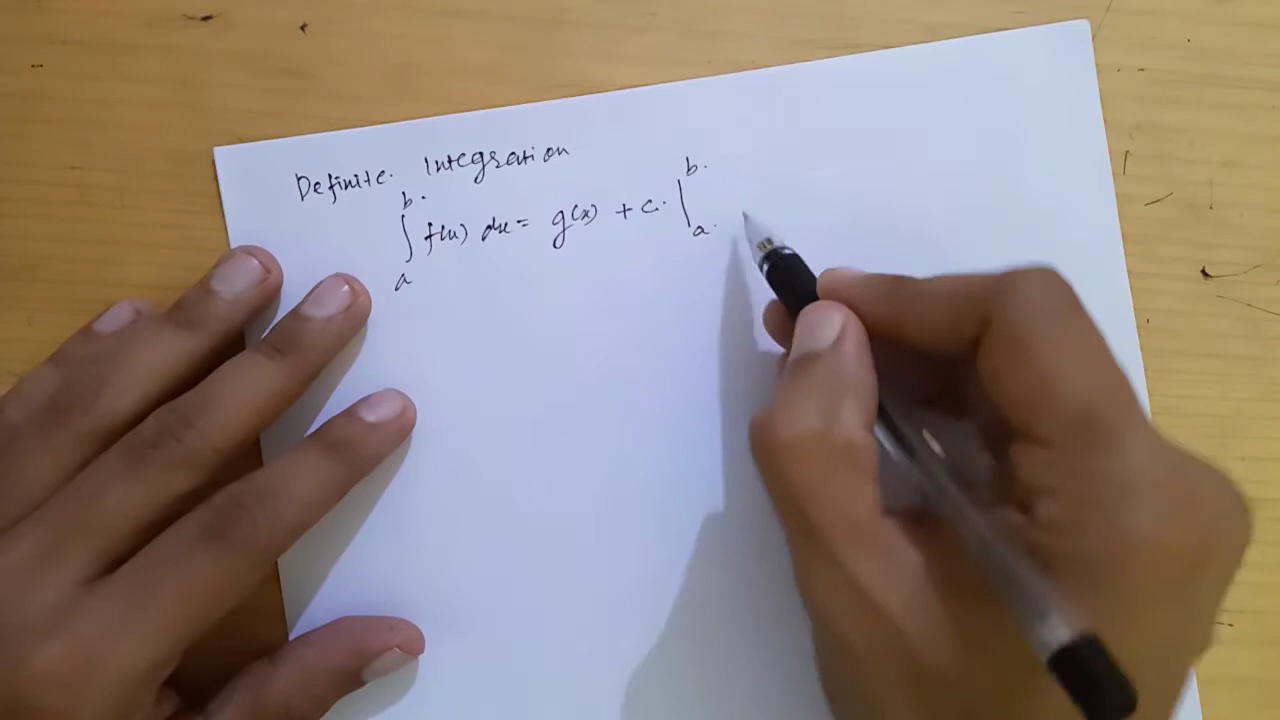 Definite. Integration
∫ₐᵇ f(x) dx = g(x) + c. |ₐᵇ